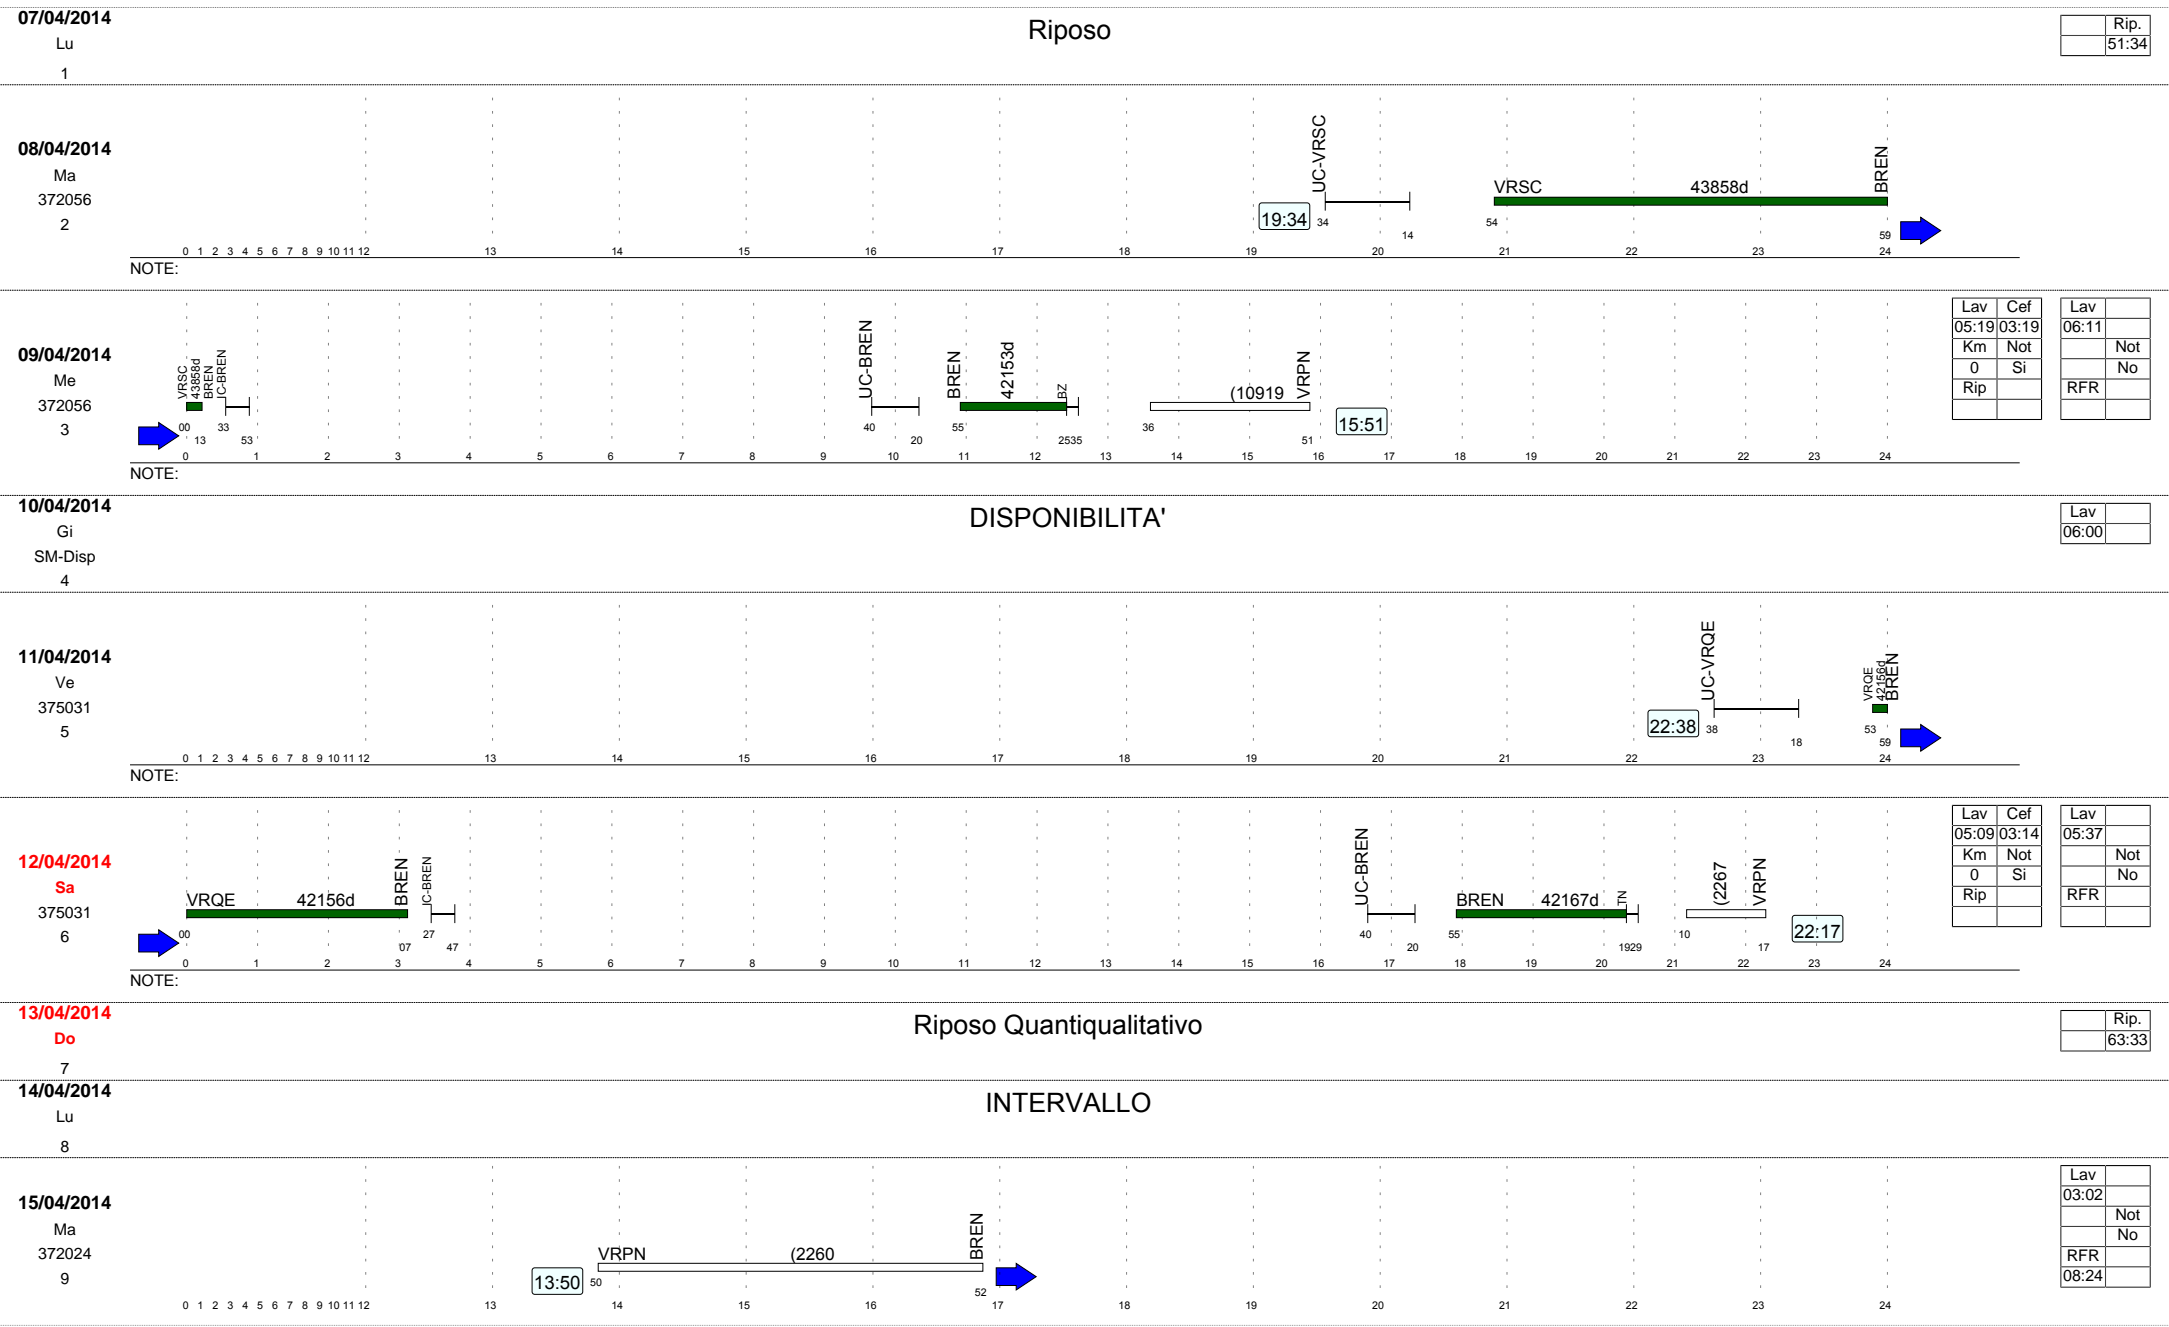 07/04/2014
Lu
1
Riposo
Rip.
51:34
08/04/2014
Ma
372056
2
19:34
UC-VRSC
34
14
VRSC 43858d BREN
54
59
0 1 2 3 4 5 6 7 8 9 10 11 12 13 14 15 16 17 18 19 20 21 22 23 24
NOTE:
09/04/2014
Me
372056
3
VRSC 43858d BREN
00
13
33
53
UC-BREN
40
20
BREN 42153d BZ
55
2535
(10919 VRPN
36
51
15:51
0 1 2 3 4 5 6 7 8 9 10 11 12 13 14 15 16 17 18 19 20 21 22 23 24
NOTE:
Lav Cef
05:19 03:19
Km Not
0 Si
Rip
Lav
06:11
Not
No
RFR
10/04/2014
Gi
SM-Disp
4
DISPONIBILITA'
Lav
06:00
11/04/2014
Ve
375031
5
22:38
UC-VRQE
38
18
VRQE 42156d BREN
53
59
0 1 2 3 4 5 6 7 8 9 10 11 12 13 14 15 16 17 18 19 20 21 22 23 24
NOTE:
12/04/2014
Sa
375031
6
VRQE 42156d BREN
00
07
27
47
UC-BREN
40
20
BREN 42167d TN
55
1929
(2267 VRPN
10
17
22:17
0 1 2 3 4 5 6 7 8 9 10 11 12 13 14 15 16 17 18 19 20 21 22 23 24
NOTE:
Lav Cef
05:09 03:14
Km Not
0 Si
Rip
Lav
05:37
Not
No
RFR
13/04/2014
Do
7
Riposo Quantiqualitativo
Rip.
63:33
14/04/2014
Lu
8
INTERVALLO
15/04/2014
Ma
372024
9
13:50
VRPN (2260 BREN
50
52
0 1 2 3 4 5 6 7 8 9 10 11 12 13 14 15 16 17 18 19 20 21 22 23 24
Lav
03:02
Not
No
RFR
08:24